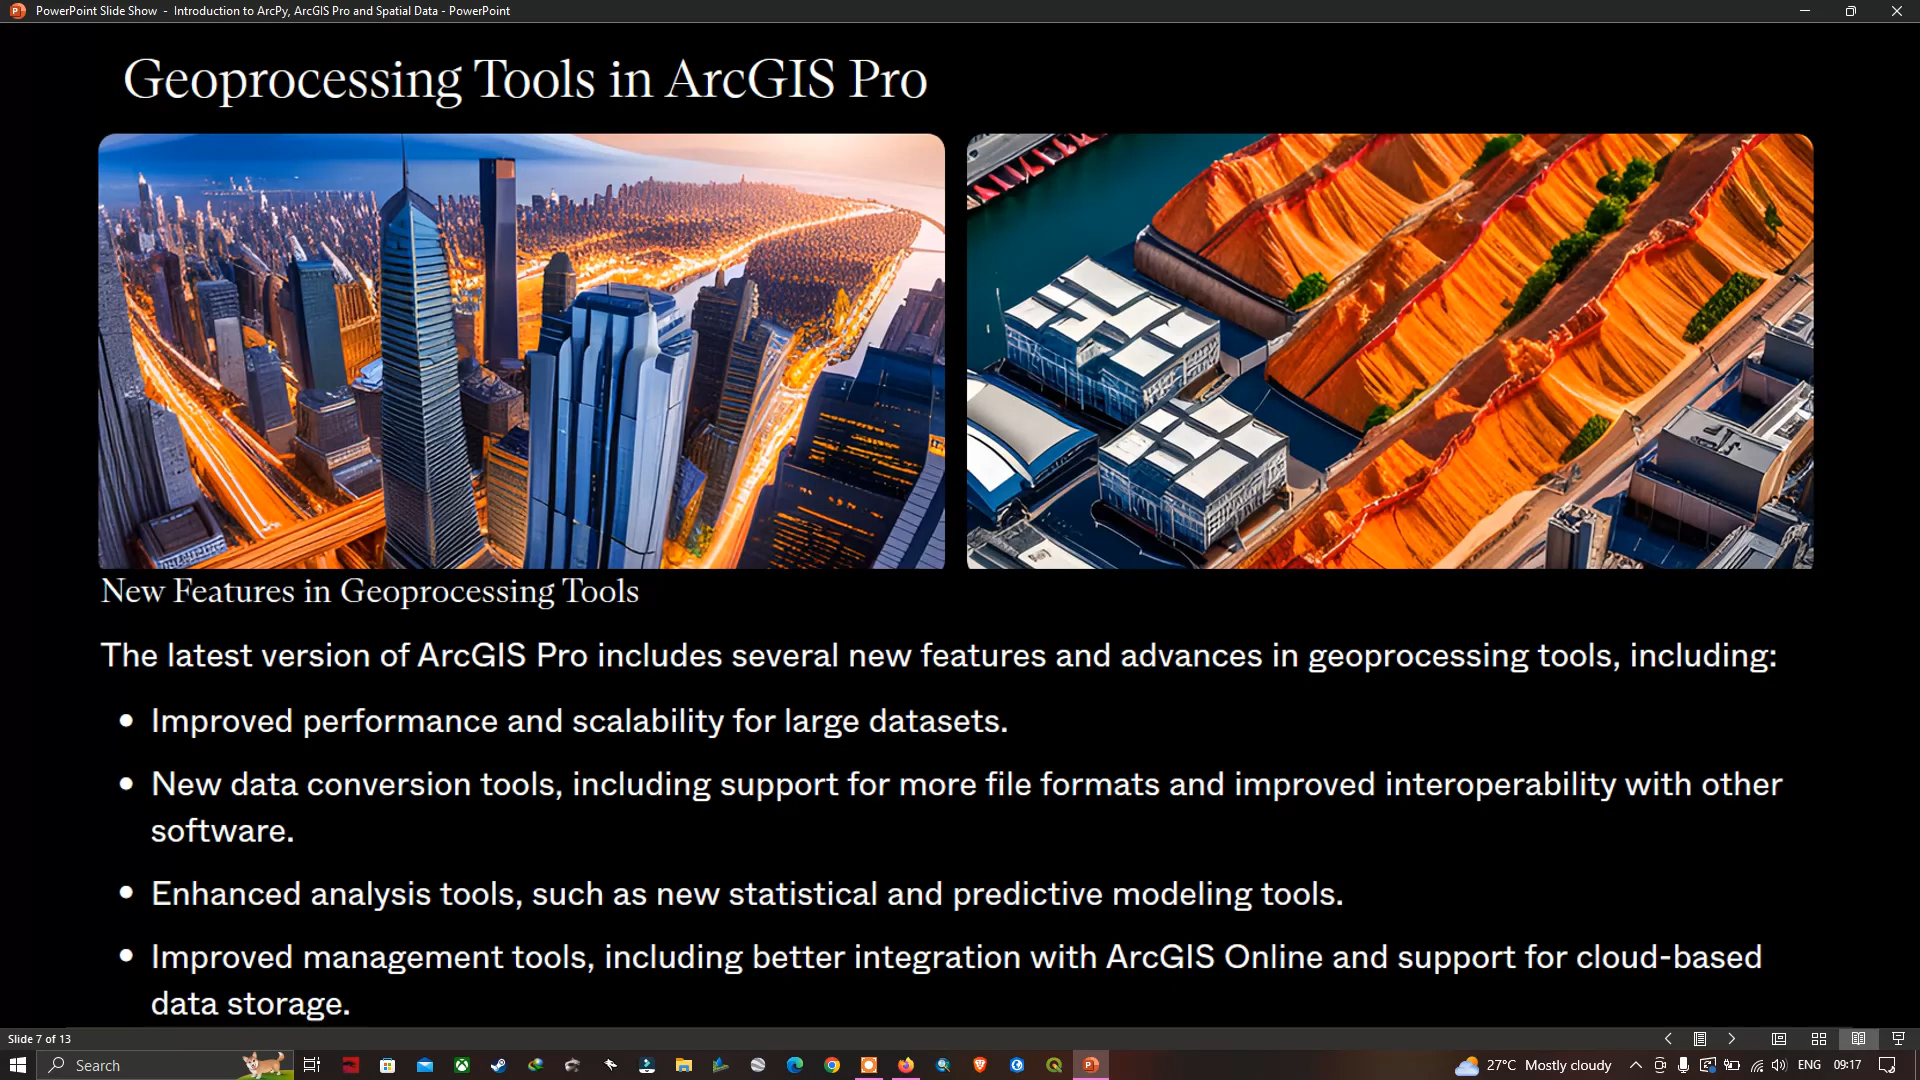 PowerPoint Slide Show - Introduction to ArcPy, ArcGIS Pro and Spatial Data - PowerPoint
Geoprocessing Tools in ArcGIS Pro
New Features in Geoprocessing Tools
The latest version of ArcGIS Pro includes several new features and advances in geoprocessing tools, including:
• Improved performance and scalability for large datasets.
• New data conversion tools, including support for more file formats and improved interoperability with other
software.
• Enhanced analysis tools, such as new statistical and predictive modeling tools.
• Improved management tools, including better integration with ArcGIS Online and support for cloud-based
data storage.
Slide 7 of 13
Search
27°C Mostly cloudy
ENG
09:17